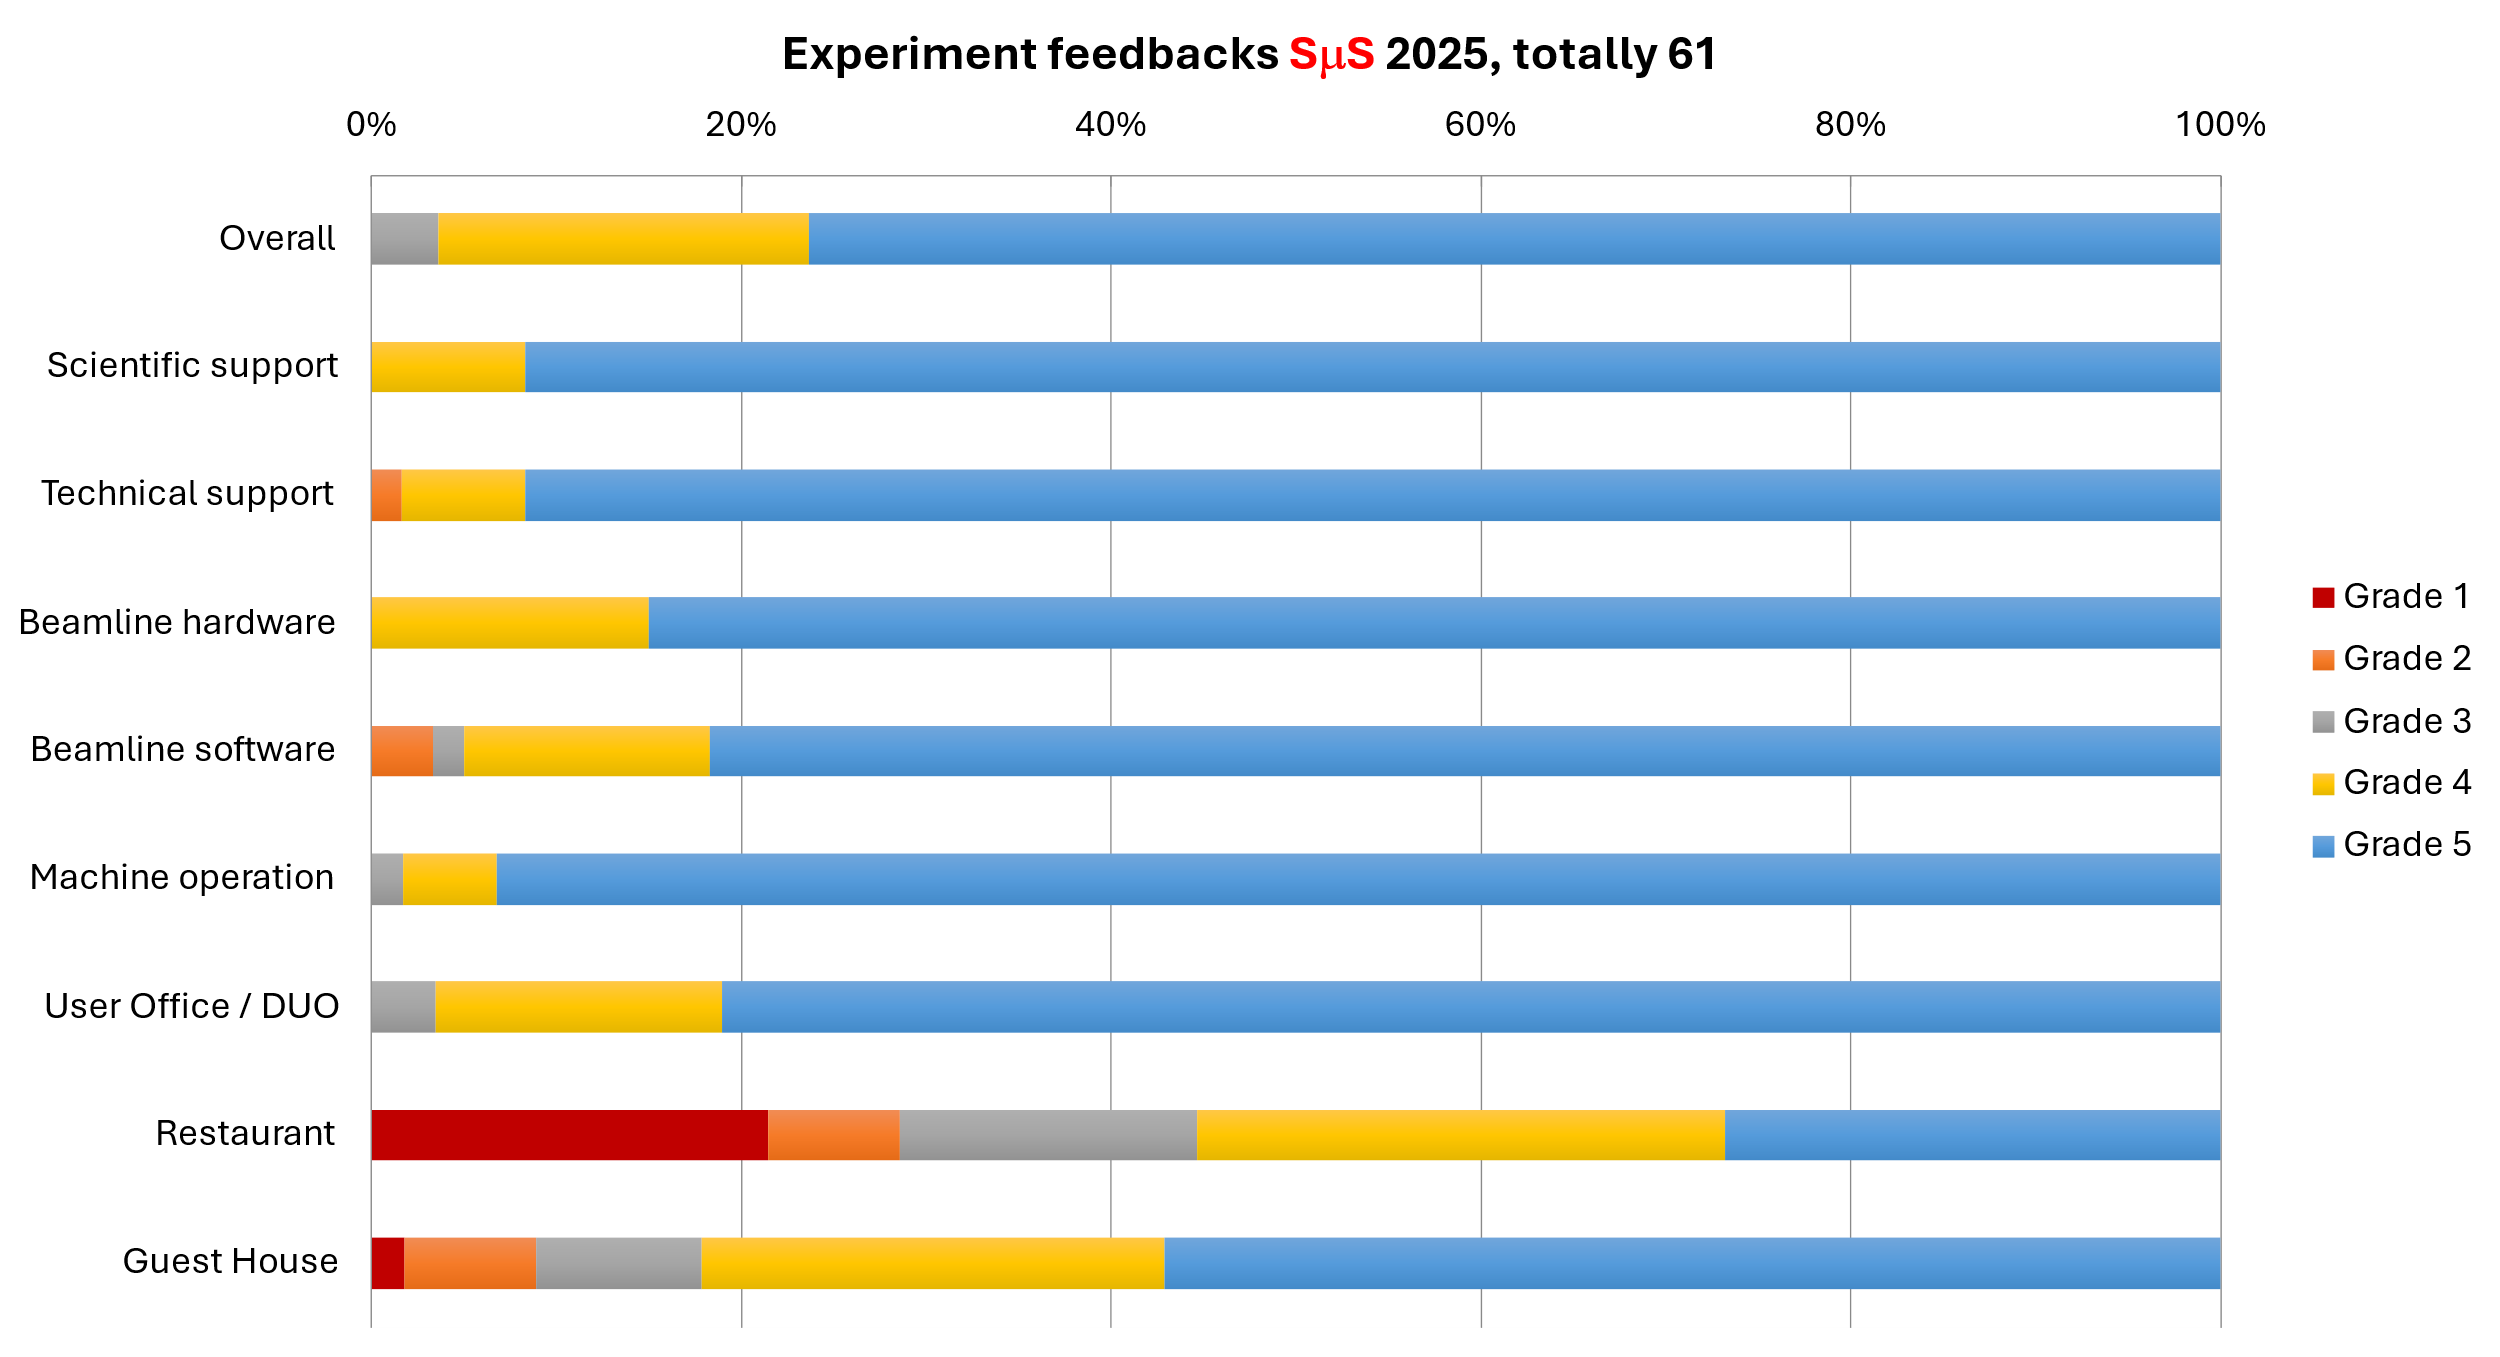 Experiment feedbacks SμS 2025, totally 61
0% 20% 40% 60% 80% 100%
Overall
Scientific support
Technical support
Beamline hardware
Beamline software
Machine operation
User Office / DUO
Restaurant
Guest House
Grade 1
Grade 2
Grade 3
Grade 4
Grade 5